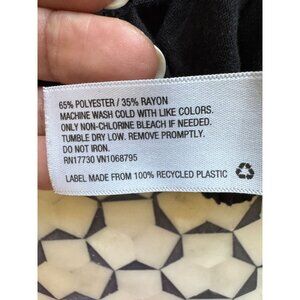 65% POLYESTER / 35% RAYON
MACHINE WASH COLD WITH LIKE COLORS.
ONLY NON-CHLORINE BLEACH IF NEEDED.
TUMBLE DRY LOW. REMOVE PROMPTLY.
DO NOT IRON.
RN17730 VN1068795
LABEL MADE FROM 100% RECYCLED PLASTIC